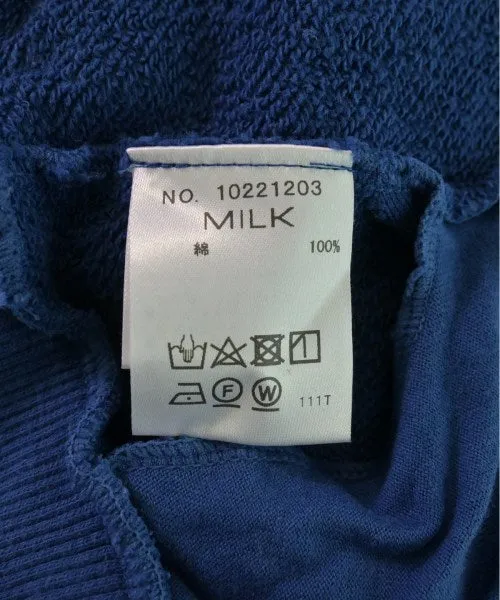 NO. 10221203
MILK
綿 100%
F W 111T